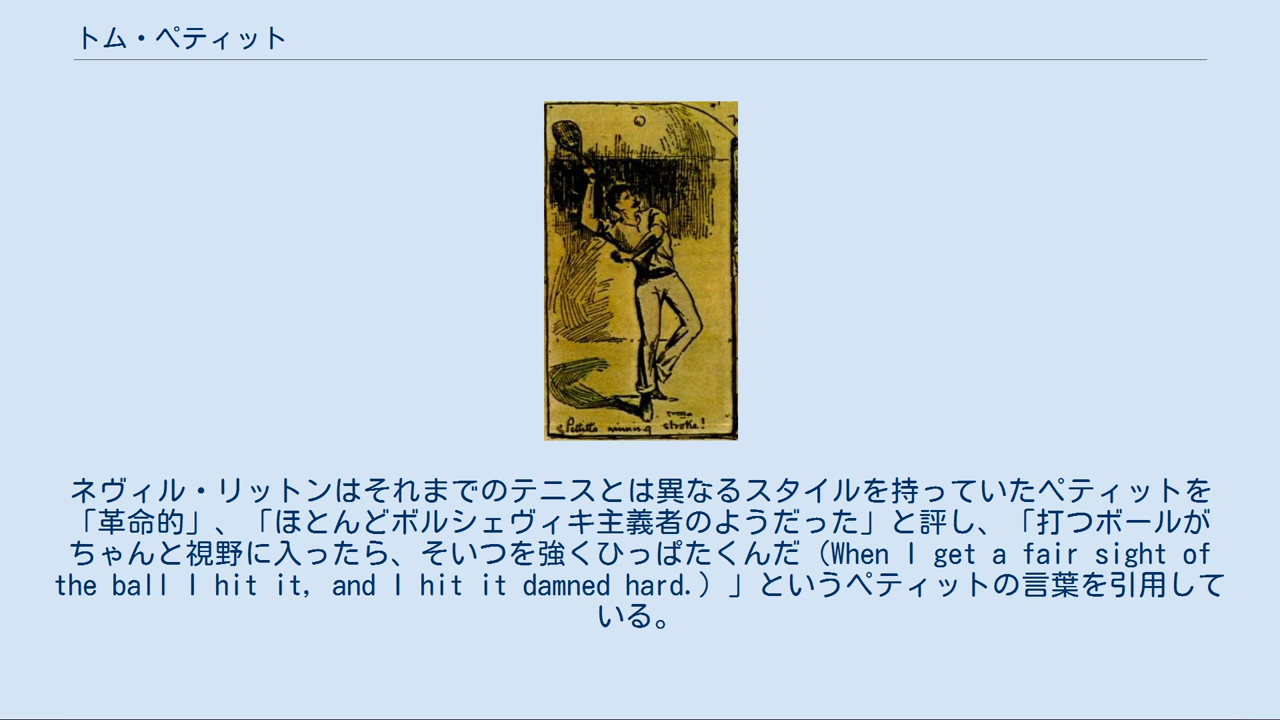 トム・ペティット
Pettitts winning stroke!
ネヴィル・リットンはそれまでのテニスとは異なるスタイルを持っていたペティットを
「革命的」、「ほとんどボルシェヴィキ主義者のようだった」と評し、「打つボールが
ちゃんと視野に入ったら、そいつを強くひっぱたくんだ（When I get a fair sight of
the ball I hit it, and I hit it damned hard.）」というペティットの言葉を引用して
いる。